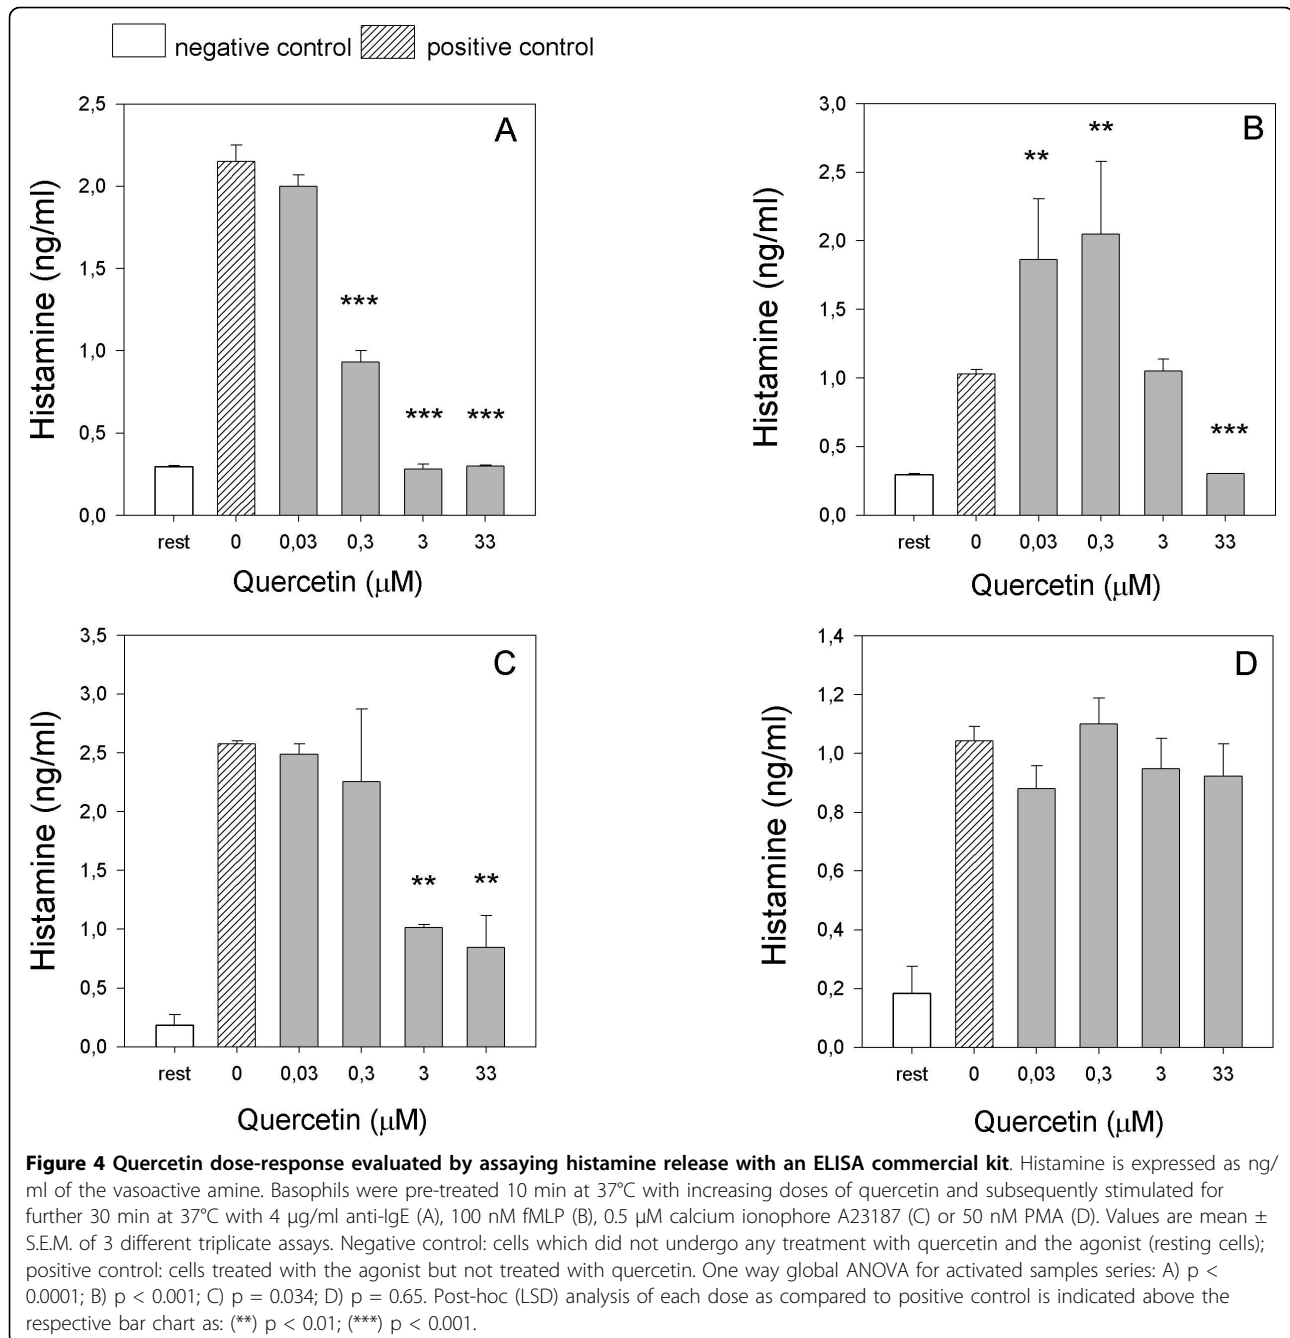 negative control
positive control
A
Histamine (ng/ml)
2,5
2,0
1,5
1,0
0,5
0,0
***
***
***
rest 0 0,03 0,3 3 33
Quercetin (µM)
B
Histamine (ng/ml)
3,0
2,5
2,0
1,5
1,0
0,5
0,0
**
**
***
rest 0 0,03 0,3 3 33
Quercetin (µM)
C
Histamine (ng/ml)
3,5
3,0
2,5
2,0
1,5
1,0
0,5
0,0
**
**
rest 0 0,03 0,3 3 33
Quercetin (µM)
D
Histamine (ng/ml)
1,4
1,2
1,0
0,8
0,6
0,4
0,2
0,0
rest 0 0,03 0,3 3 33
Quercetin (µM)
Figure 4 Quercetin dose-response evaluated by assaying histamine release with an ELISA commercial kit. Histamine is expressed as ng/
ml of the vasoactive amine. Basophils were pre-treated 10 min at 37°C with increasing doses of quercetin and subsequently stimulated for
further 30 min at 37°C with 4 µg/ml anti-IgE (A), 100 nM fMLP (B), 0.5 µM calcium ionophore A23187 (C) or 50 nM PMA (D). Values are mean ±
S.E.M. of 3 different triplicate assays. Negative control: cells which did not undergo any treatment with quercetin and the agonist (resting cells);
positive control: cells treated with the agonist but not treated with quercetin. One way global ANOVA for activated samples series: A) p <
0.0001; B) p < 0.001; C) p = 0.034; D) p = 0.65. Post-hoc (LSD) analysis of each dose as compared to positive control is indicated above the
respective bar chart as: (**) p < 0.01; (***) p < 0.001.